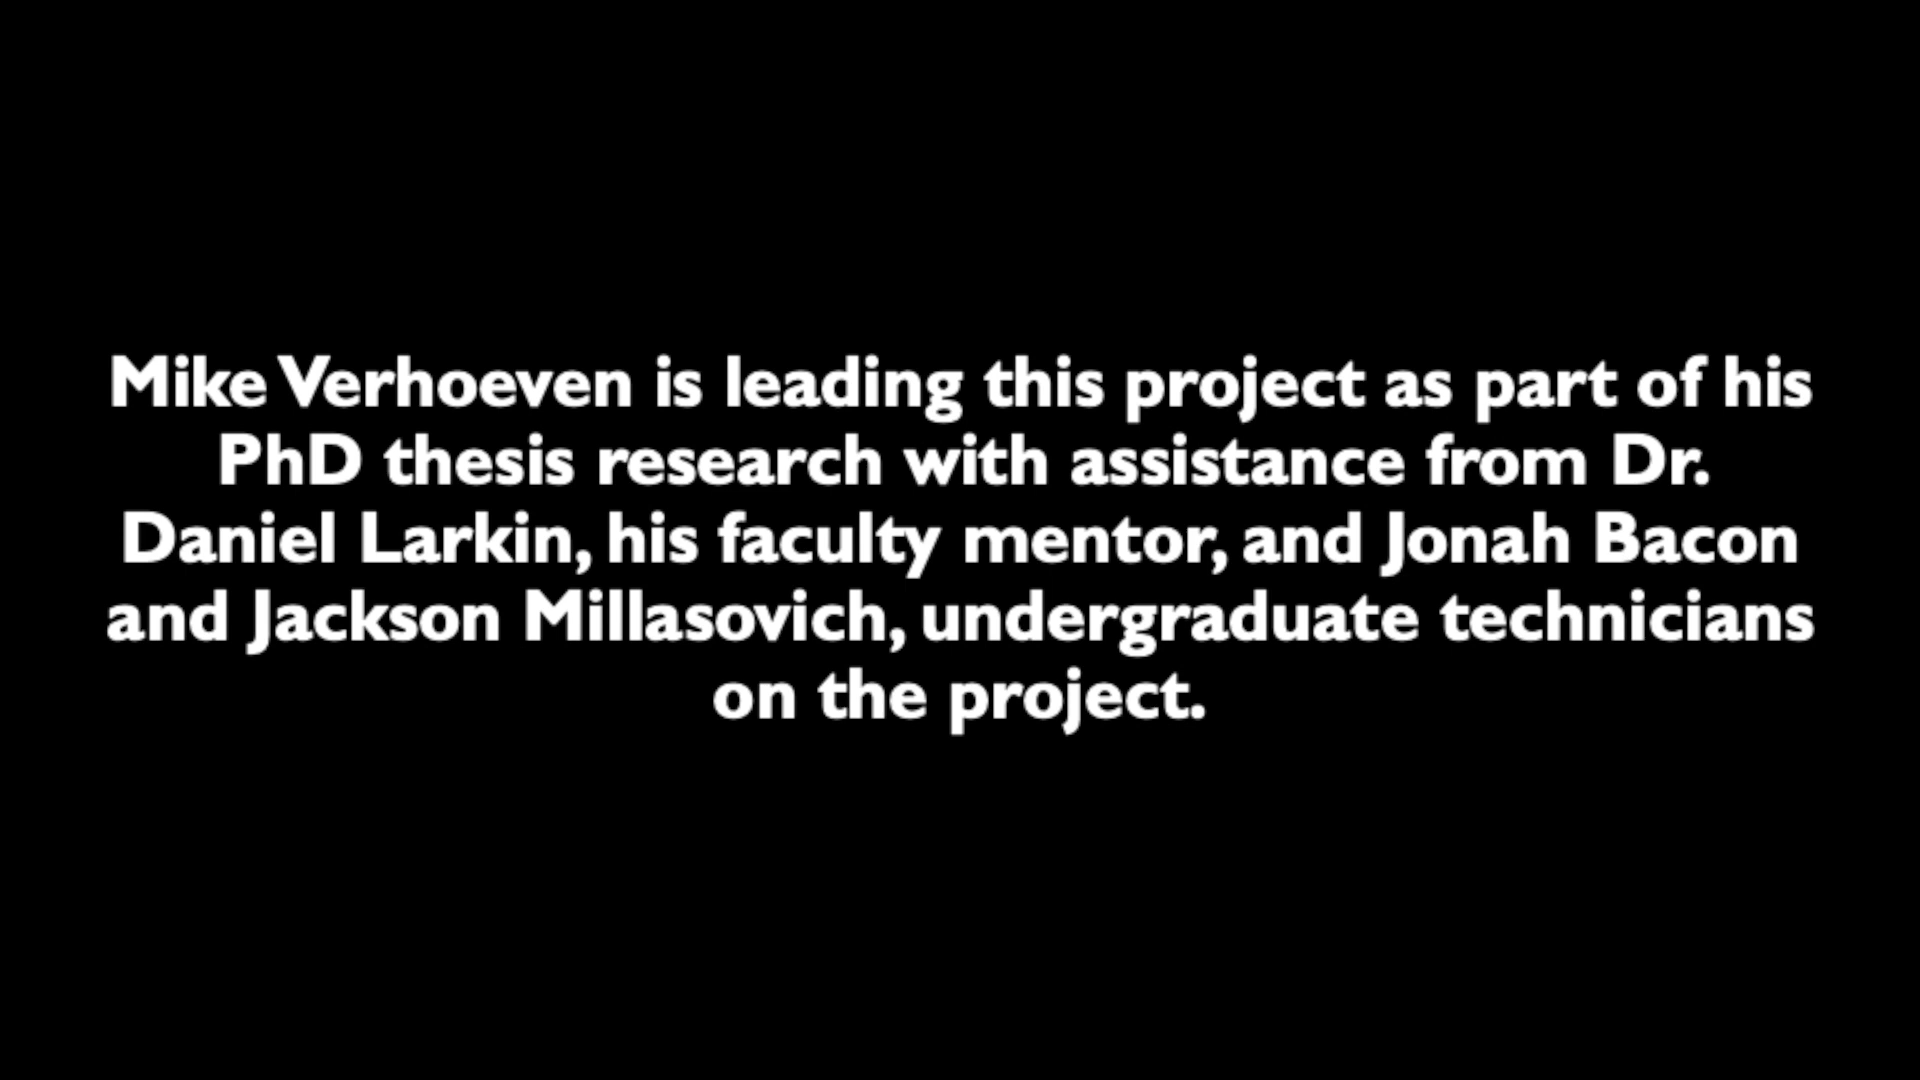 Mike Verhoeven is leading this project as part of his
PhD thesis research with assistance from Dr.
Daniel Larkin, his faculty mentor, and Jonah Bacon
and Jackson Millasovich, undergraduate technicians
on the project.